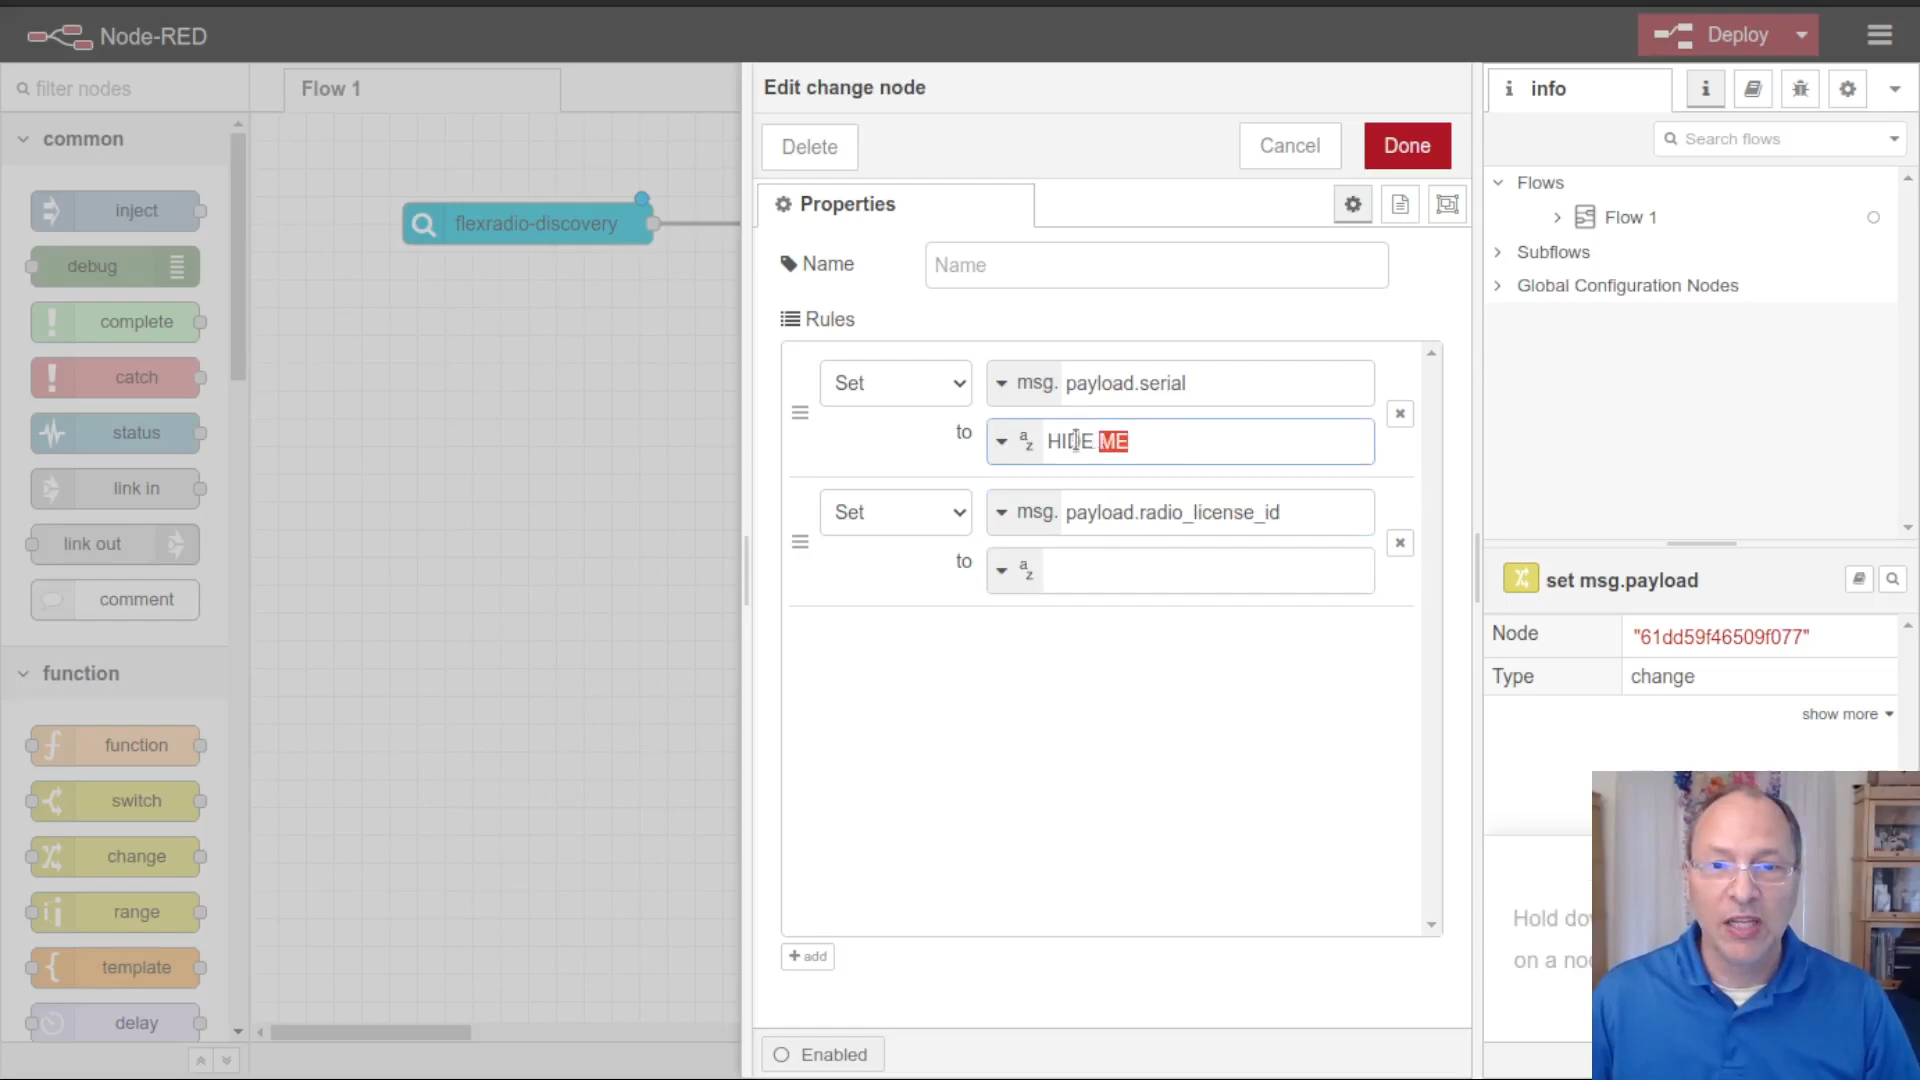 Node-RED
Deploy
filter nodes
Flow 1
Edit change node
info
common
Delete
Cancel
Done
Search flows
inject
flexradio-discovery
Properties
Flows
Flow 1
debug
Name
Name
Subflows
Global Configuration Nodes
complete
Rules
catch
Set
msg. payload.serial
status
to
az HIDE ME
link in
Set
msg. payload.radio_license_id
link out
to
az
comment
set msg.payload
Node
"61dd59f46509f077"
Type
change
function
show more
function
switch
change
range
Hold do
add
on a no
template
delay
Enabled